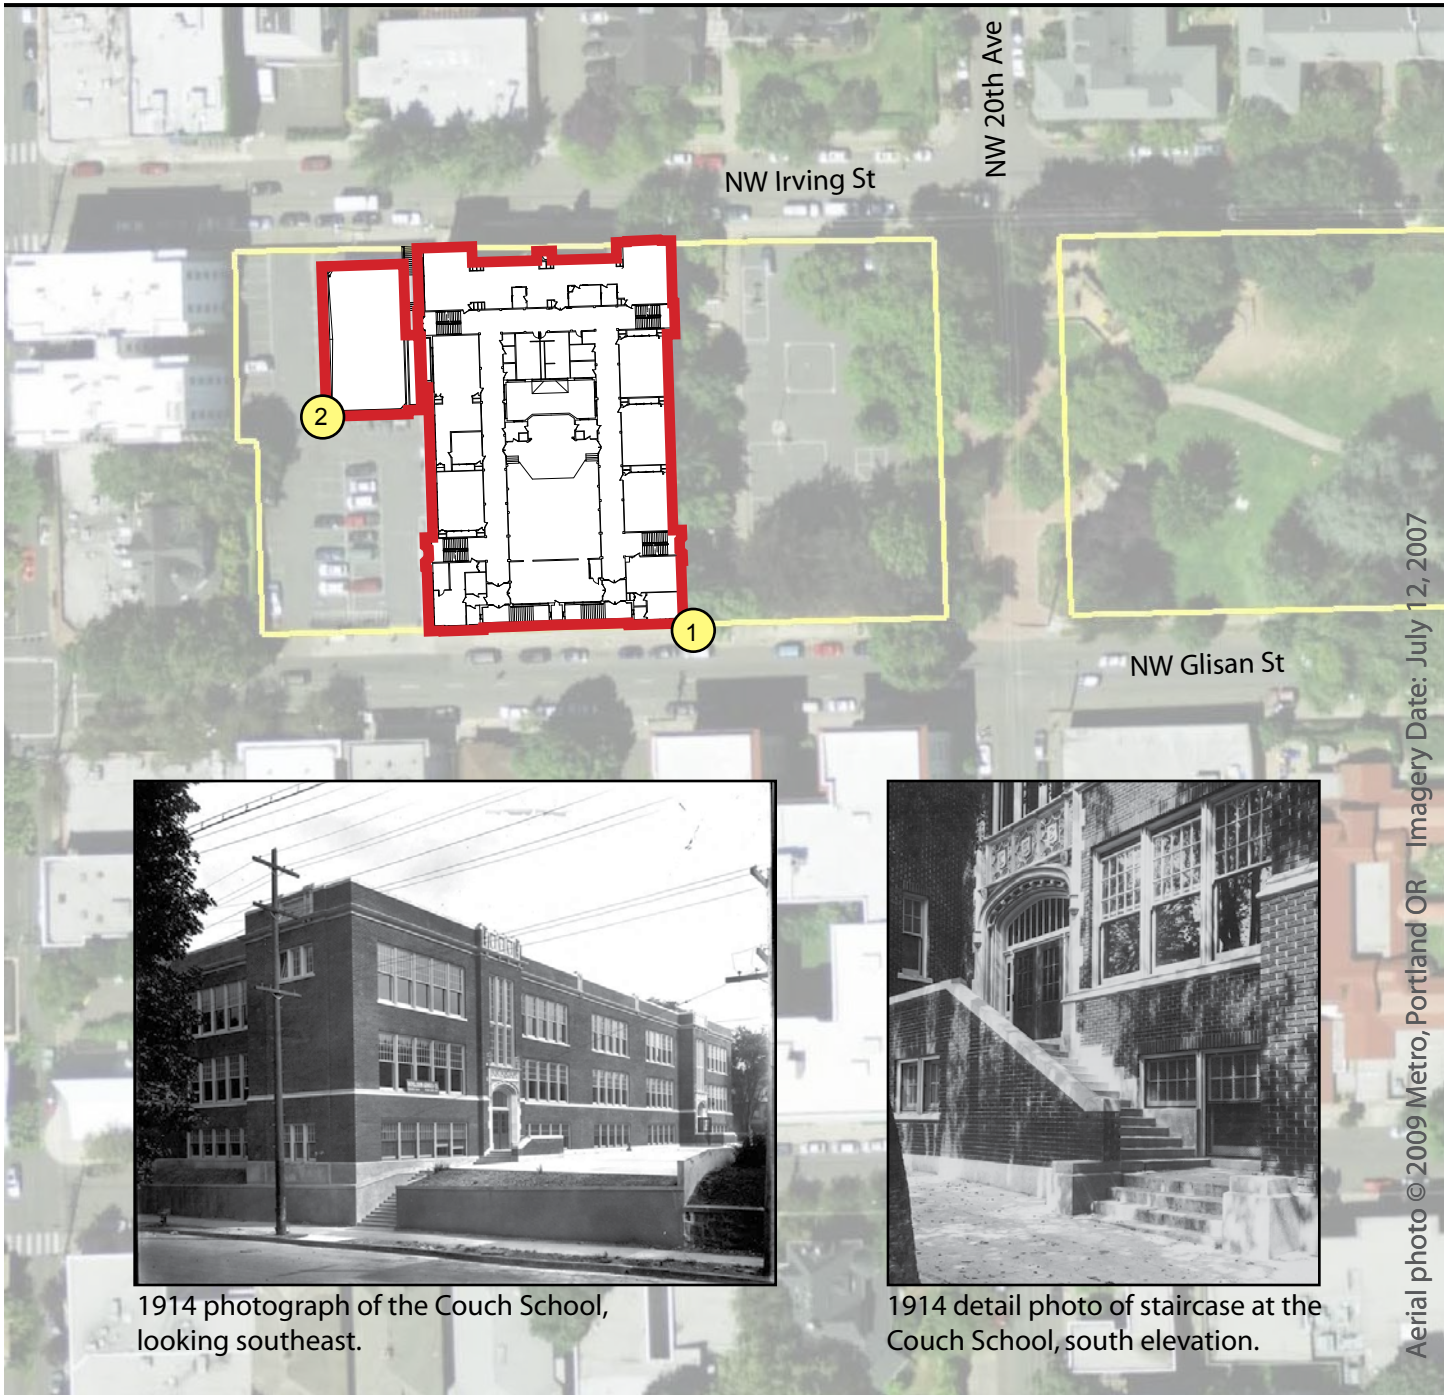 NW 20th Ave
NW Irving St
2
1
NW Glisan St
1914 photograph of the Couch School,
looking southeast.
1914 detail photo of staircase at the
Couch School, south elevation.
Aerial photo © 2009 Metro, Portland OR Imagery Date: July 12, 2007